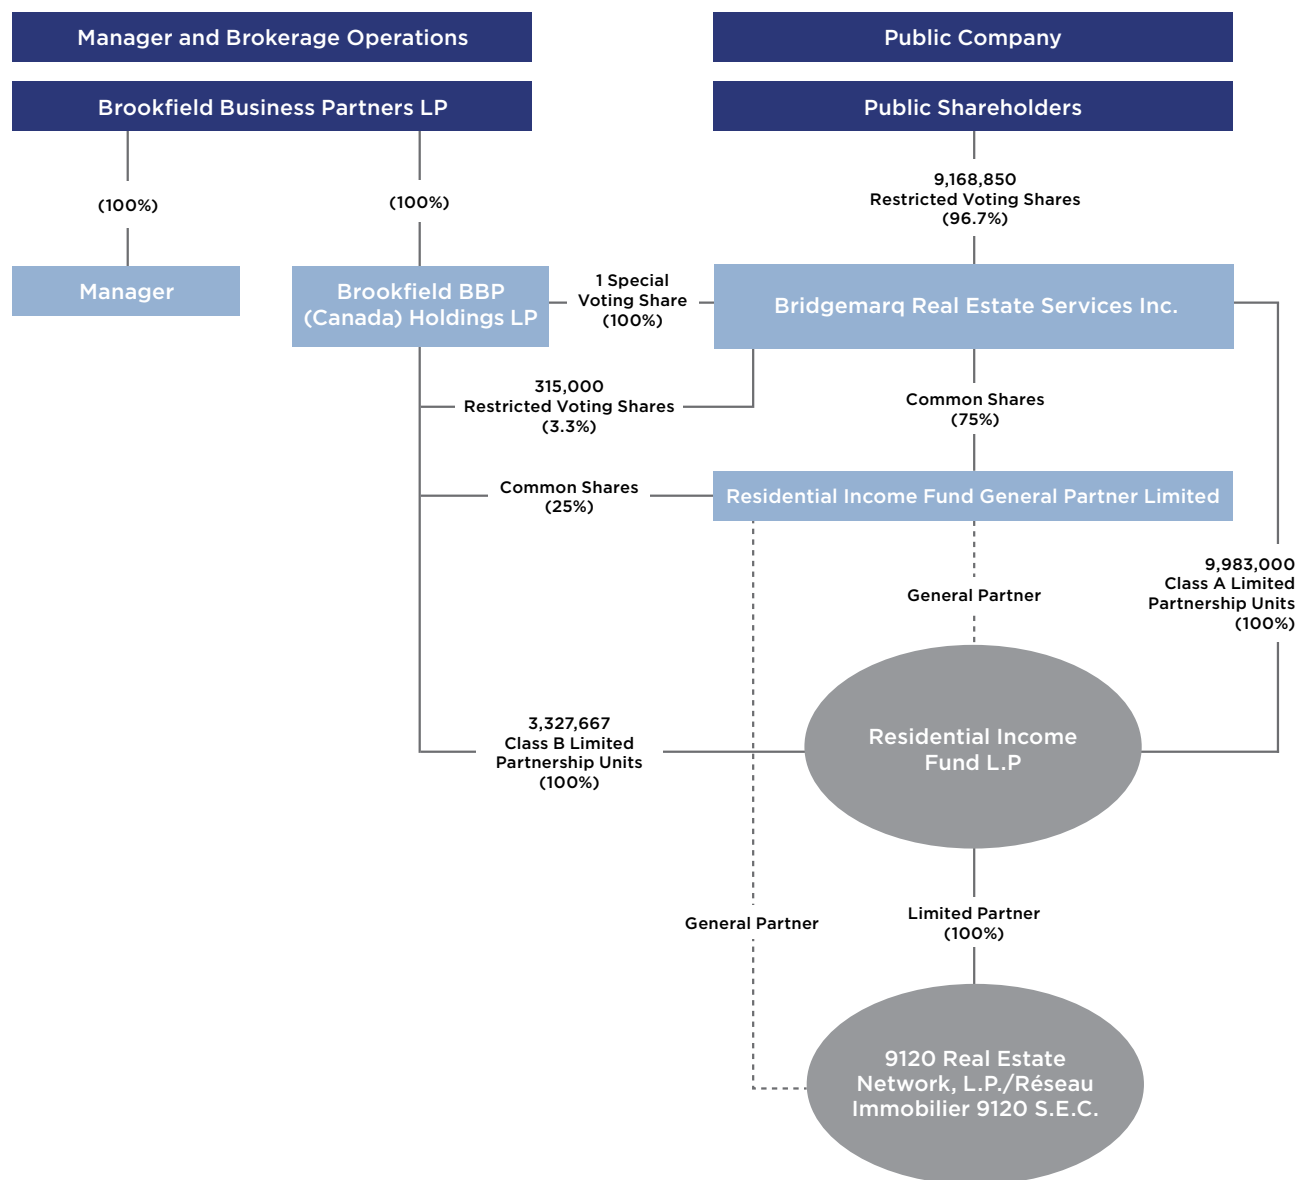 Manager and Brokerage Operations
Public Company
Brookfield Business Partners LP
Public Shareholders
(100%)
(100%)
9,168,850
Restricted Voting Shares
(96.7%)
Manager
Brookfield BBP
(Canada) Holdings LP
1 Special
Voting Share
(100%)
Bridgemarq Real Estate Services Inc.
315,000
Restricted Voting Shares
(3.3%)
Common Shares
(75%)
Common Shares
(25%)
Residential Income Fund General Partner Limited
General Partner
9,983,000
Class A Limited
Partnership Units
(100%)
3,327,667
Class B Limited
Partnership Units
(100%)
Residential Income
Fund L.P
General Partner
Limited Partner
(100%)
9120 Real Estate
Network, L.P./Réseau
Immobilier 9120 S.E.C.